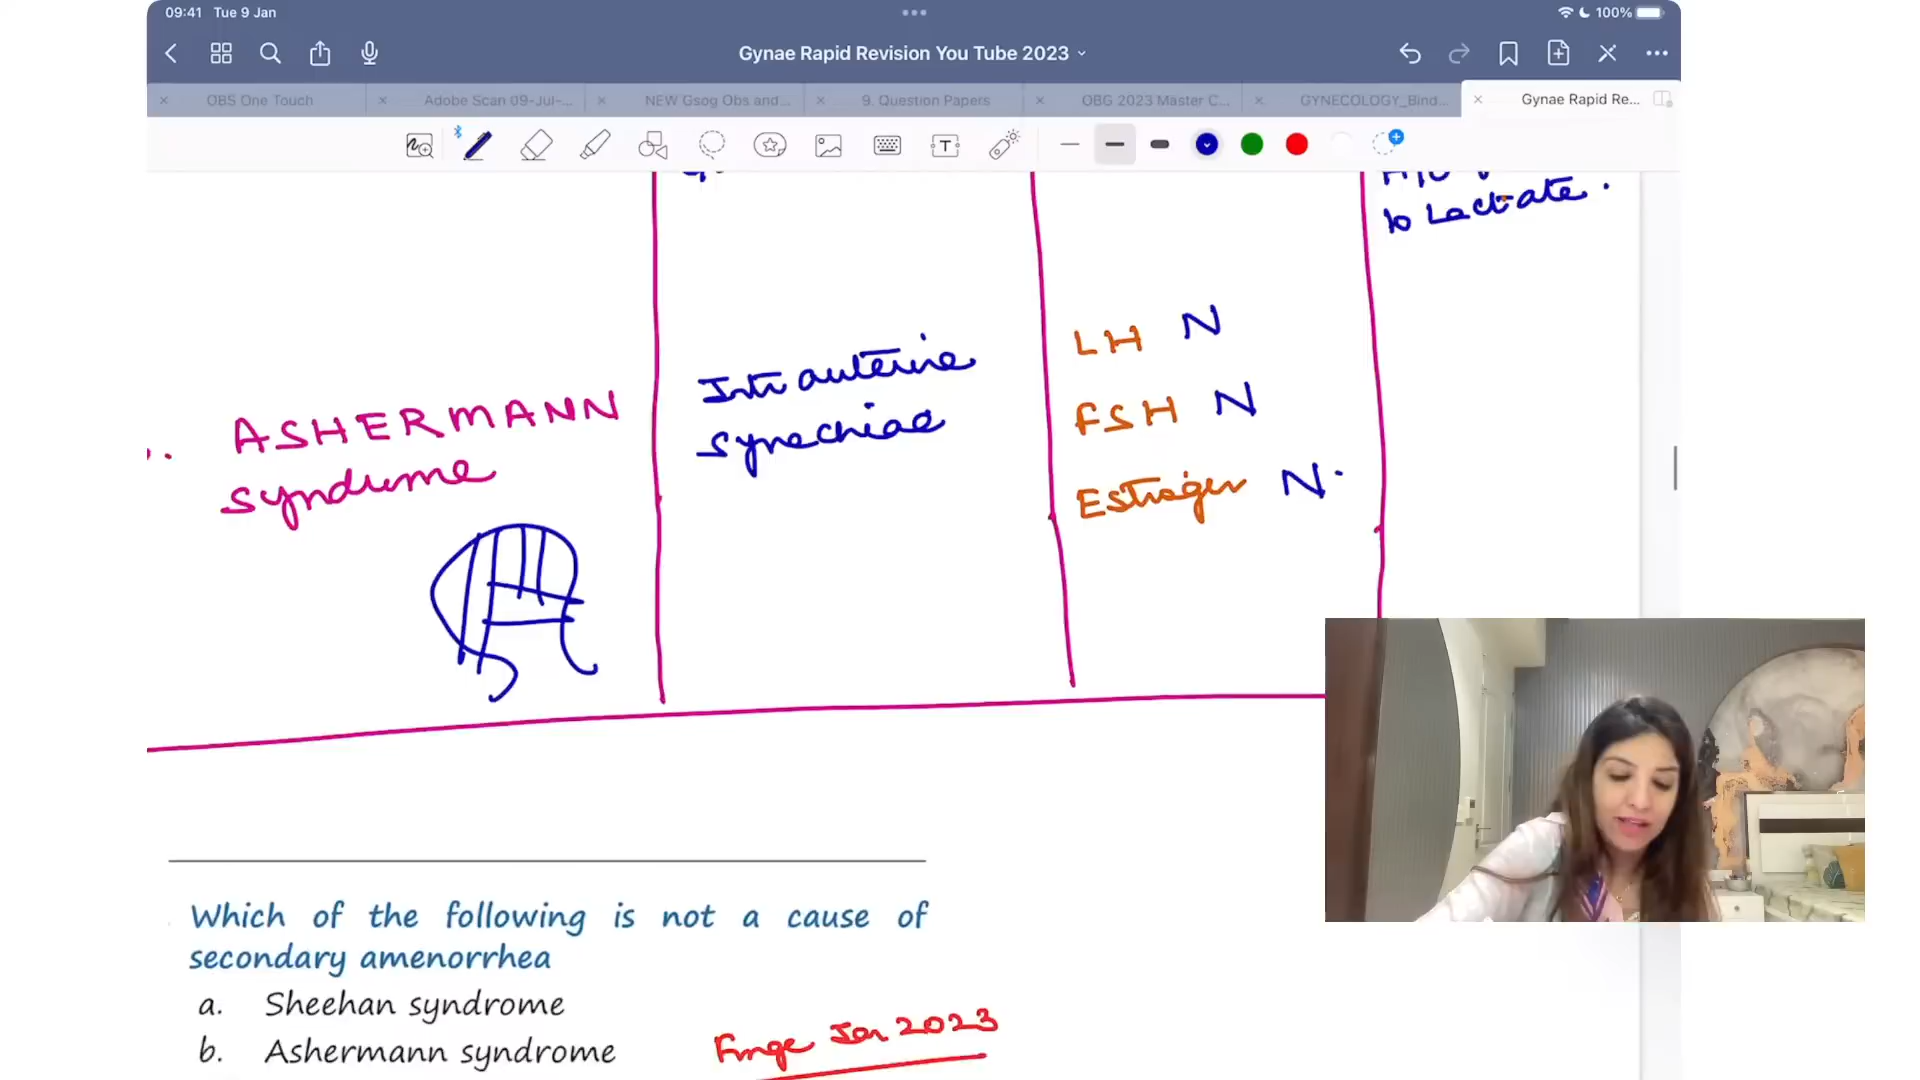 09:41 Tue 9 Jan
100%
Gynae Rapid Revision You Tube 2023
OBS One Touch
Adobe Scan 09-Jul-...
NEW Gsog Obs and...
9. Question Papers
OBG 2023 Master C...
GYNECOLOGY_Bind...
Gynae Rapid Re...
to Lactate.
ASHERMANN
Syndrome
Intrauterine
Synechiae
LH N
FSH N
Estrogen N.
Which of the following is not a cause of
secondary amenorrhea
a. Sheehan syndrome
b. Ashermann syndrome
Fmge Jan 2023